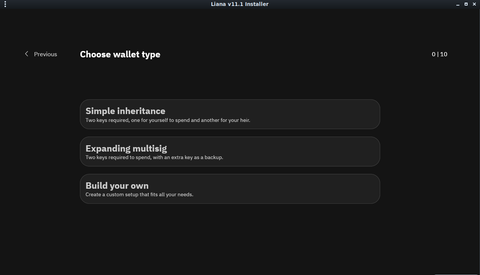 Liana v11.1 Installer
Previous
Choose wallet type
0 | 10
Simple inheritance
Two keys required, one for yourself to spend and another for your heir.
Expanding multisig
Two keys required to spend, with an extra key as a backup.
Build your own
Create a custom setup that fits all your needs.